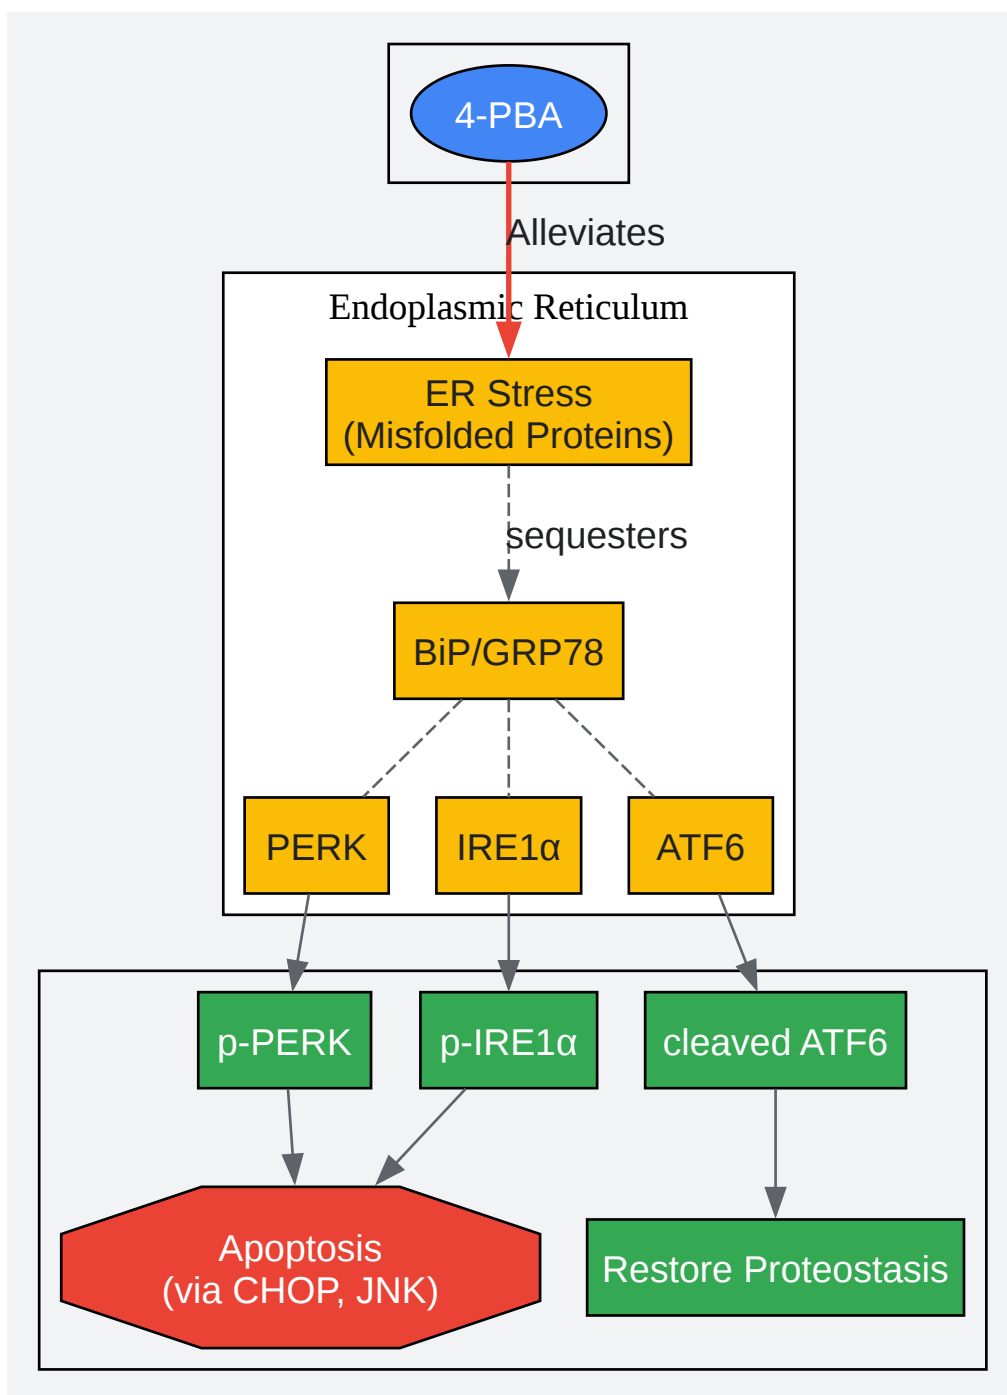 4-PBA
Alleviates
Endoplasmic Reticulum
ER Stress
(Misfolded Proteins)
sequesters
BiP/GRP78
PERK
IRE1α
ATF6
p-PERK
p-IRE1α
cleaved ATF6
Apoptosis
(via CHOP, JNK)
Restore Proteostasis